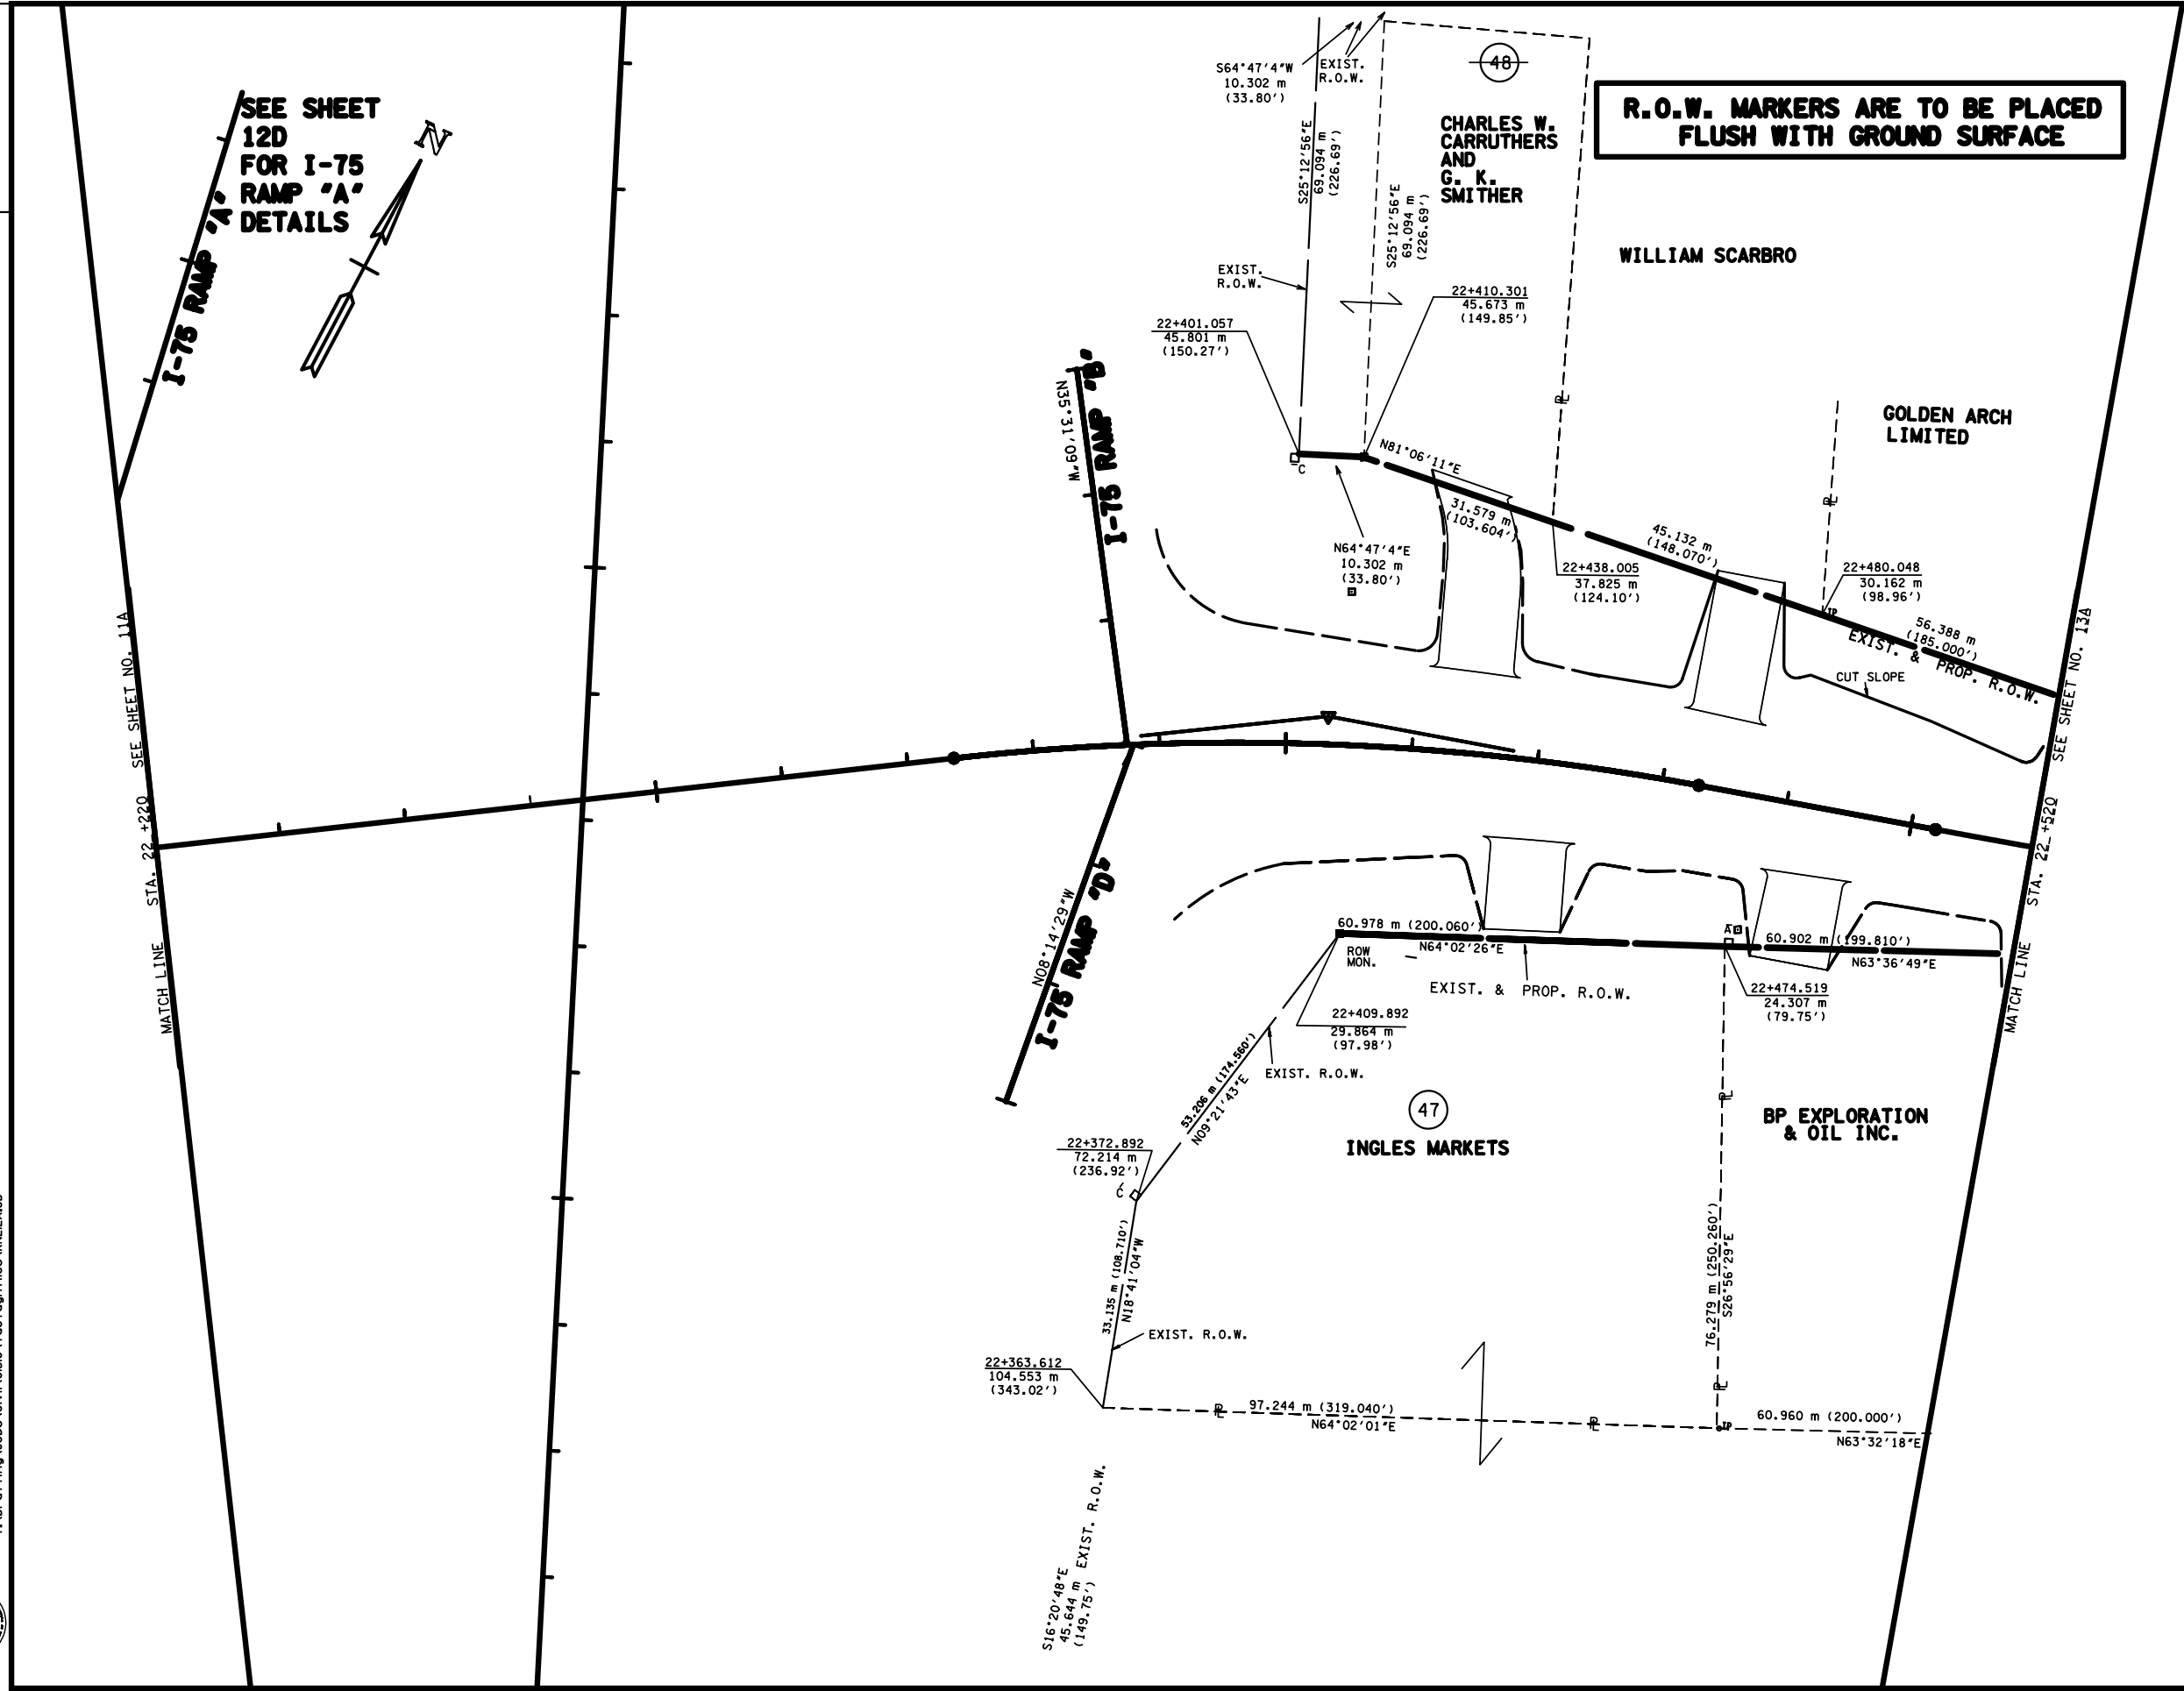 SEE SHEET
12D
FOR I-75
RAMP "A"
DETAILS
I-75 RAMP "A"
N
S64°47'4"W
10.302 m
(33.80')
EXIST.
R.O.W.
48
CHARLES W.
CARRUTHERS
AND
G. K.
SMITHER
R.O.W. MARKERS ARE TO BE PLACED
FLUSH WITH GROUND SURFACE
S25°12'56"E
69.094 m
(226.69')
S25°12'56"E
69.094 m
(226.69')
WILLIAM SCARBRO
EXIST.
R.O.W.
22+410.301
45.673 m
(149.85')
22+401.057
45.801 m
(150.27')
I-75 RAMP "B"
N35°31'09"W
PL
GOLDEN ARCH
LIMITED
PL
C
N81°06'11"E
31.579 m
(103.604')
45.132 m
(148.070')
N64°47'4"E
10.302 m
(33.80')
22+438.005
37.825 m
(124.10')
22+480.048
30.162 m
(98.96')
IP
56.388 m
(185.000')
EXIST. & PROP. R.O.W.
CUT SLOPE
MATCH LINE STA. 22+220 SEE SHEET NO. 11A
MATCH LINE STA. 22+520 SEE SHEET NO. 13A
N08°14'29"W
I-75 RAMP "D"
60.978 m (200.060')
N64°02'26"E
ROW
MON.
A
60.902 m (199.810')
N63°36'49"E
EXIST. & PROP. R.O.W.
22+474.519
24.307 m
(79.75')
22+409.892
29.864 m
(97.98')
EXIST. R.O.W.
53.206 m (174.560')
N09°21'43"E
47
INGLES MARKETS
PL
BP EXPLORATION
& OIL INC.
22+372.892
72.214 m
(236.92')
C
33.135 m (108.710')
N18°41'04"W
76.279 m (250.260')
S26°56'29"E
EXIST. R.O.W.
22+363.612
104.553 m
(343.02')
PL
PL
97.244 m (319.040')
N64°02'01"E
PL
IP
60.960 m (200.000')
N63°32'18"E
S16°20'48"E
45.644 m EXIST. R.O.W.
(149.75')